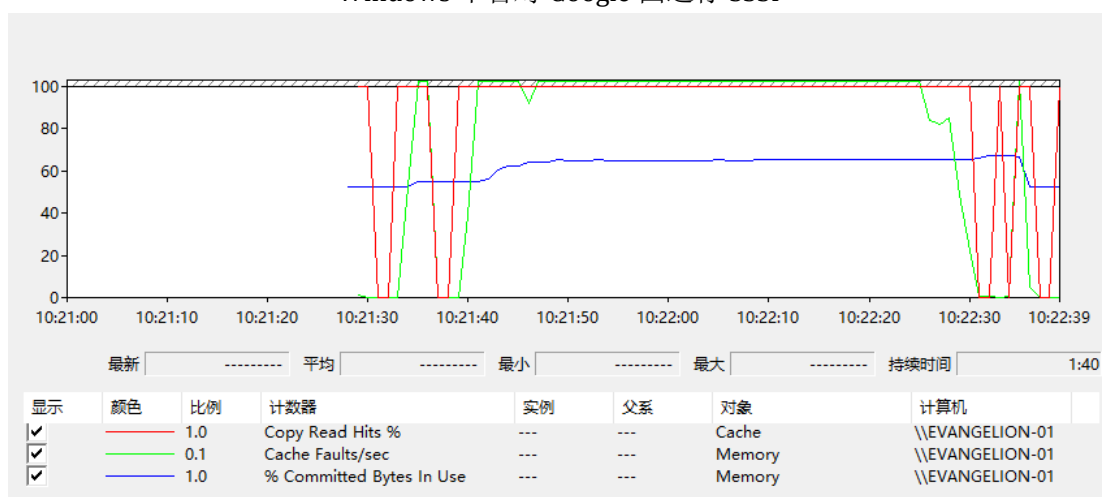 100
80
60
40
20
0
10:21:00 10:21:10 10:21:20 10:21:30 10:21:40 10:21:50 10:22:00 10:22:10 10:22:20 10:22:30 10:22:39
最新 --------- 平均 --------- 最小 --------- 最大 --------- 持续时间 1:40
显示 颜色 比例 计数器 实例 父系 对象 计算机
1.0 Copy Read Hits % --- --- Cache \\EVANGELION-01
0.1 Cache Faults/sec --- --- Memory \\EVANGELION-01
1.0 % Committed Bytes In Use --- --- Memory \\EVANGELION-01